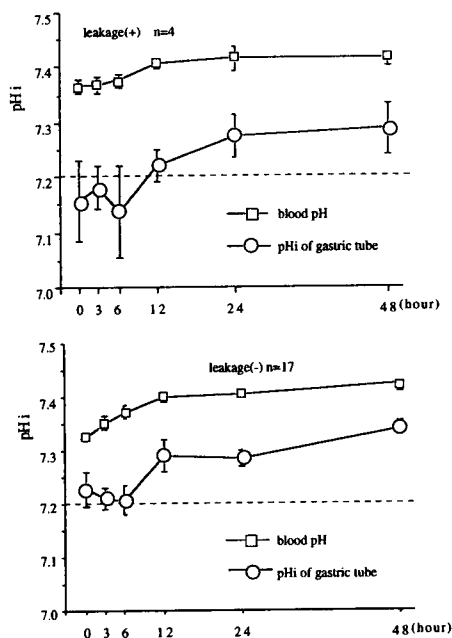 7.5
leakage(+) n=4
7.4
pHi
7.3
7.2
blood pH
7.1
pHi of gastric tube
7.0
0 3 6 12 24 48 (hour)
7.5
leakage(-) n=17
7.4
pHi
7.3
7.2
blood pH
7.1
pHi of gastric tube
7.0
0 3 6 12 24 48 (hour)